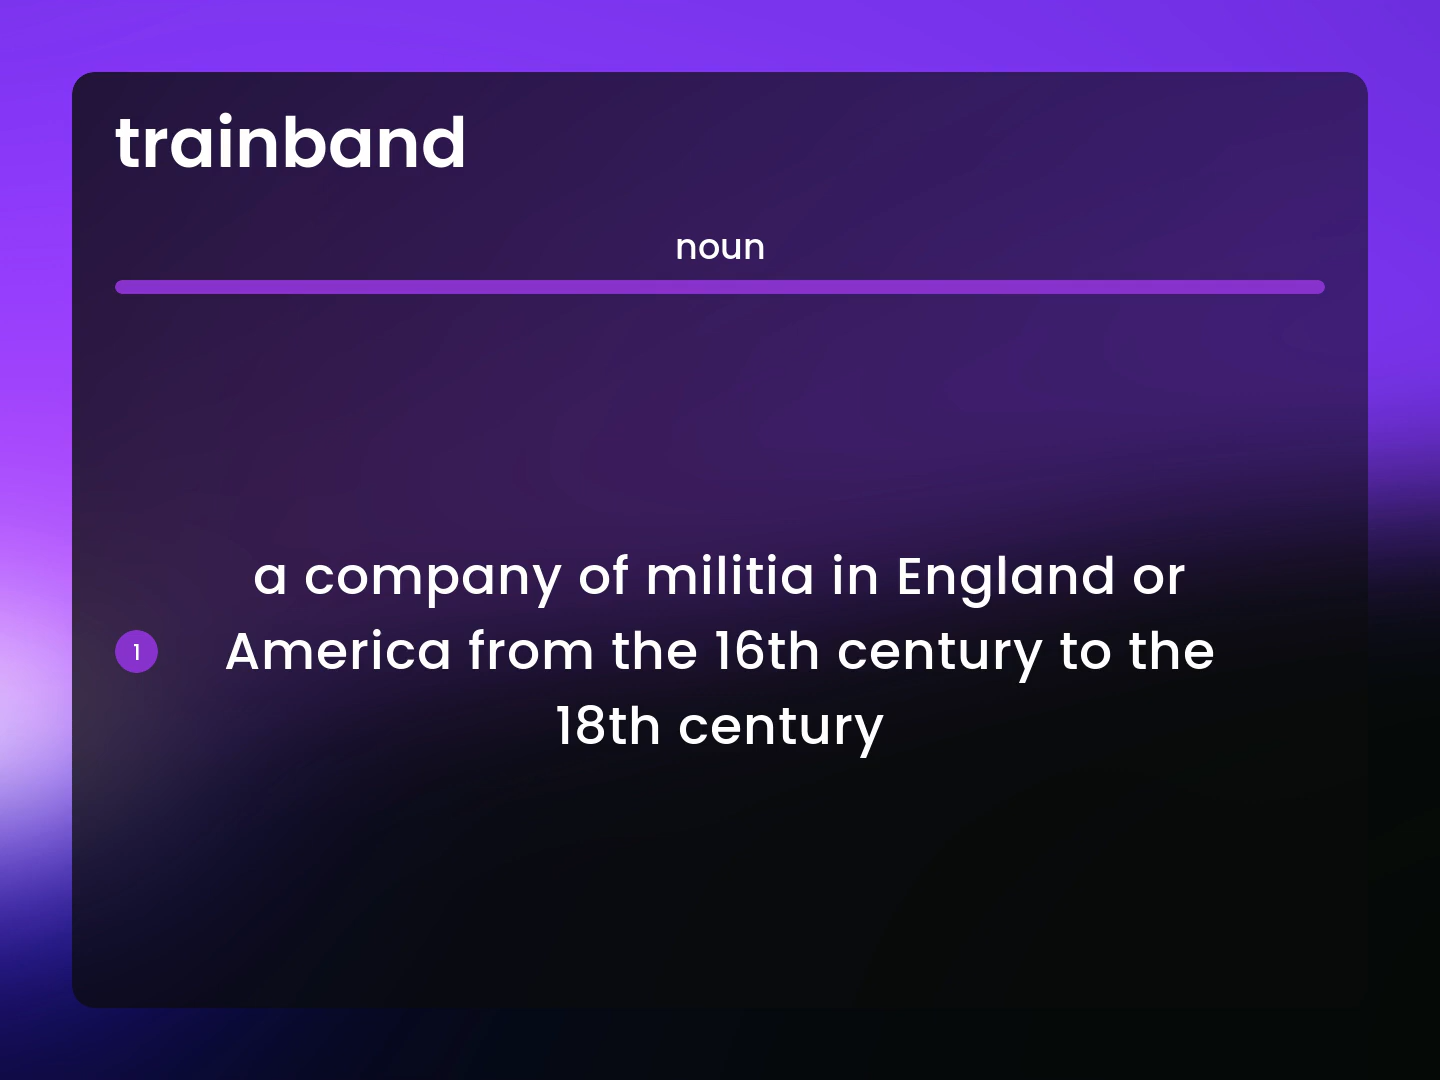 trainband
noun
a company of militia in England or
1
America from the 16th century to the
18th century